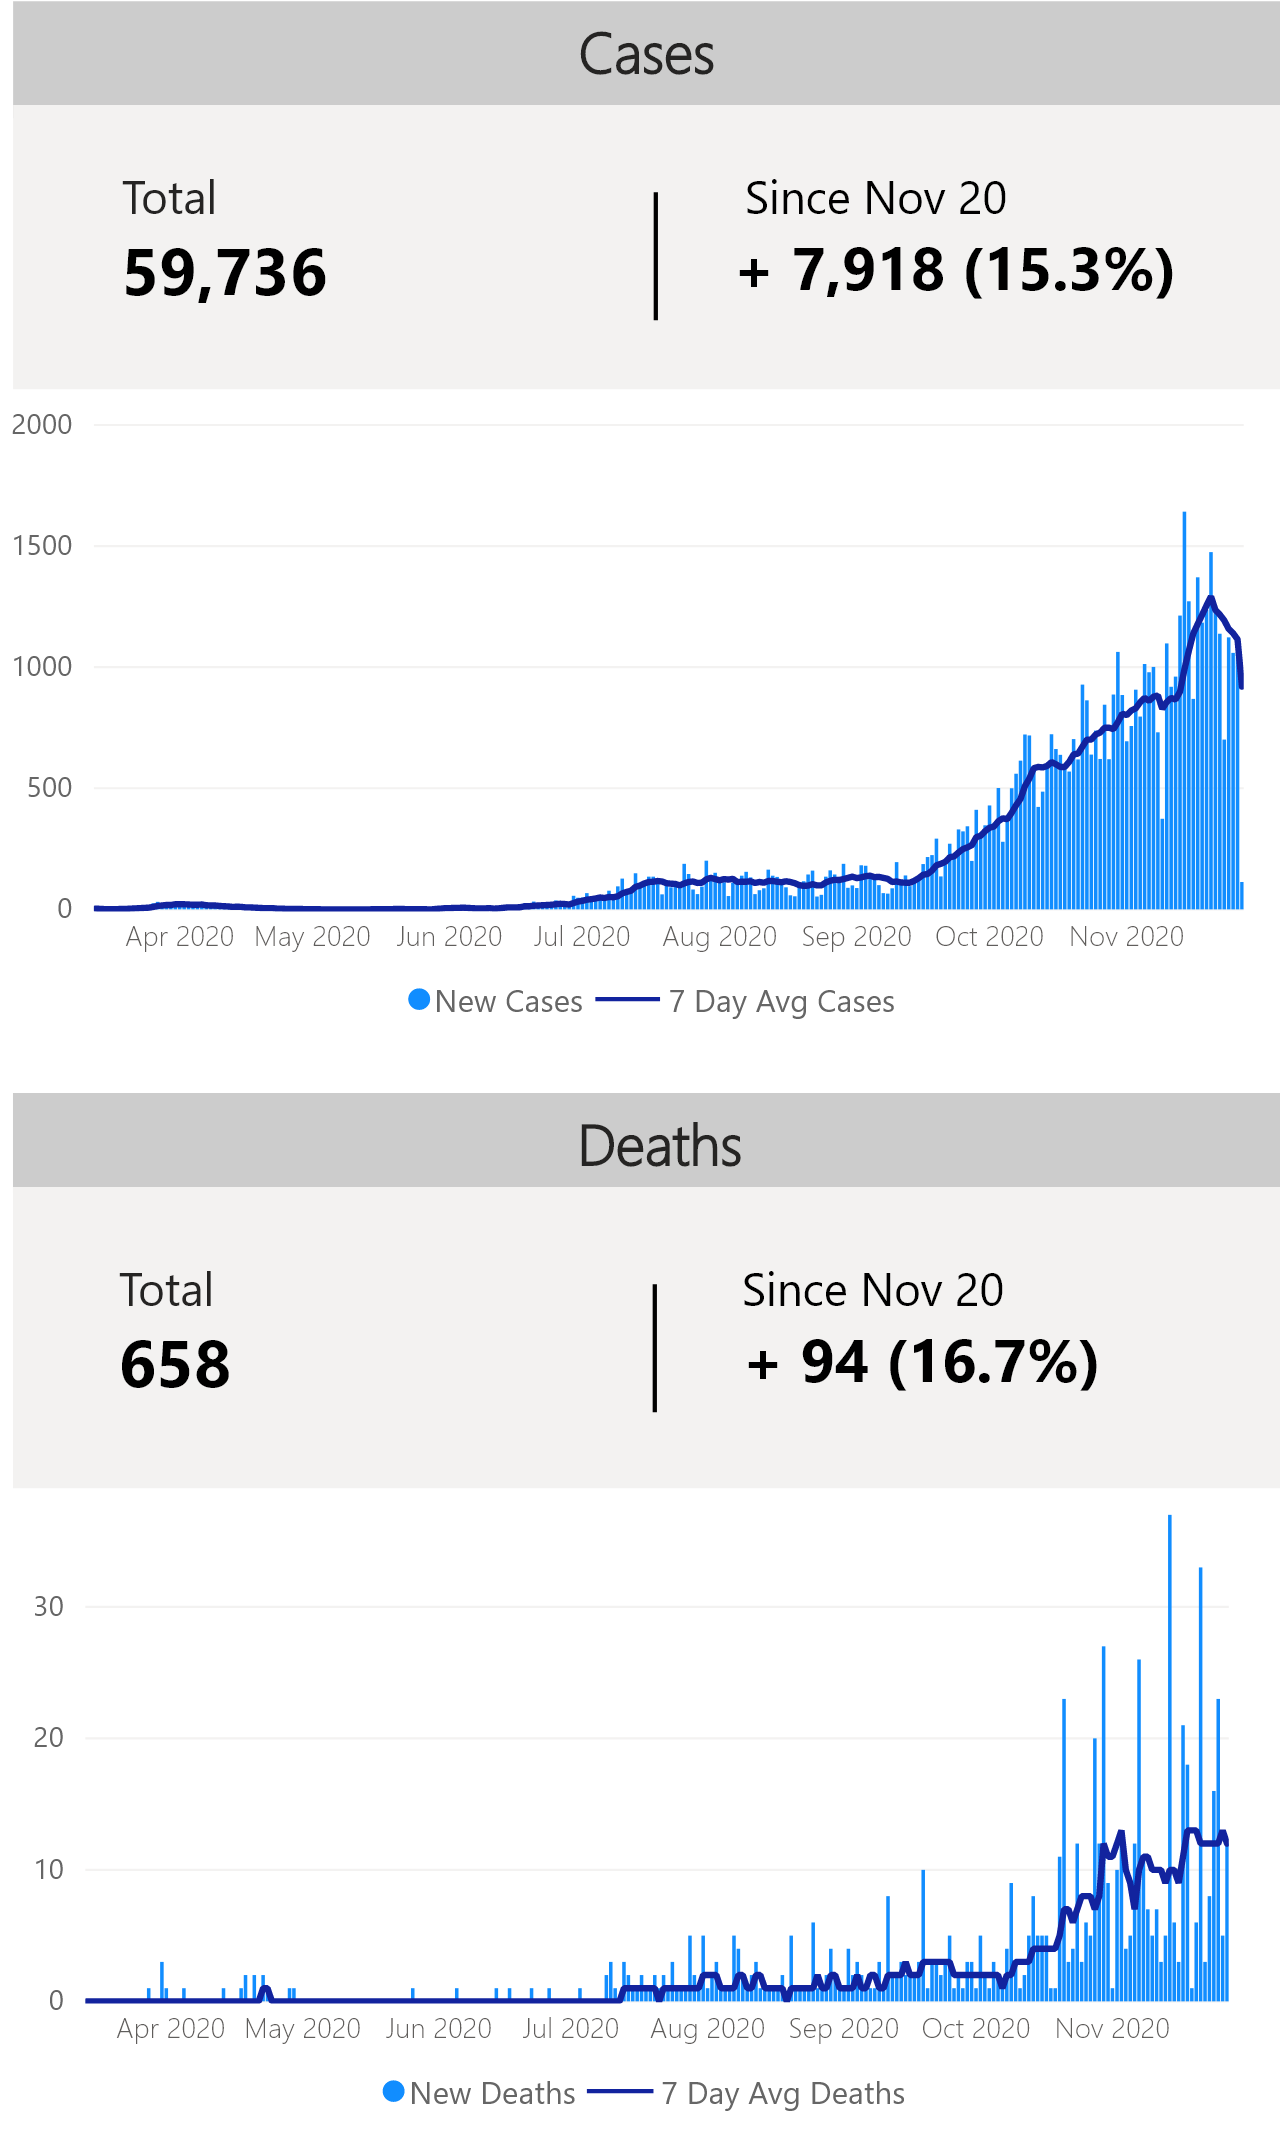 Cases
Total
Since Nov 20
59,736
+ 7,918 (15.3%)
2000
1500
1000
500
0
Apr 2020 May 2020 Jun 2020 Jul 2020 Aug 2020 Sep 2020 Oct 2020 Nov 2020
New Cases 7 Day Avg Cases
Deaths
Total
Since Nov 20
658
+ 94 (16.7%)
30
20
10
0
Apr 2020 May 2020 Jun 2020 Jul 2020 Aug 2020 Sep 2020 Oct 2020 Nov 2020
New Deaths 7 Day Avg Deaths